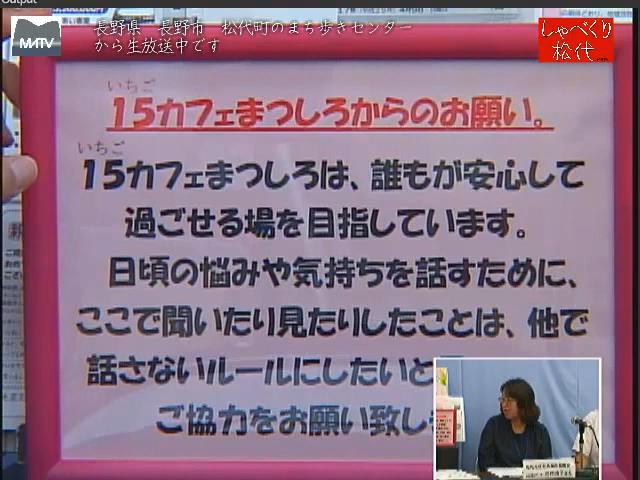 Output
MATV
長野県 長野市 松代町のまち歩きセンター
から生放送中です
しゃべくり
松代
いちご
15カフェまつしろからのお願い。
いちご
15カフェまつしろは、誰もが安心して
過ごせる場を目指しています。
日頃の悩みや気持ちを話すために、
ここで聞いたり見たりしたことは、他で
話さないルールにしたいと
ご協力をお願い致し